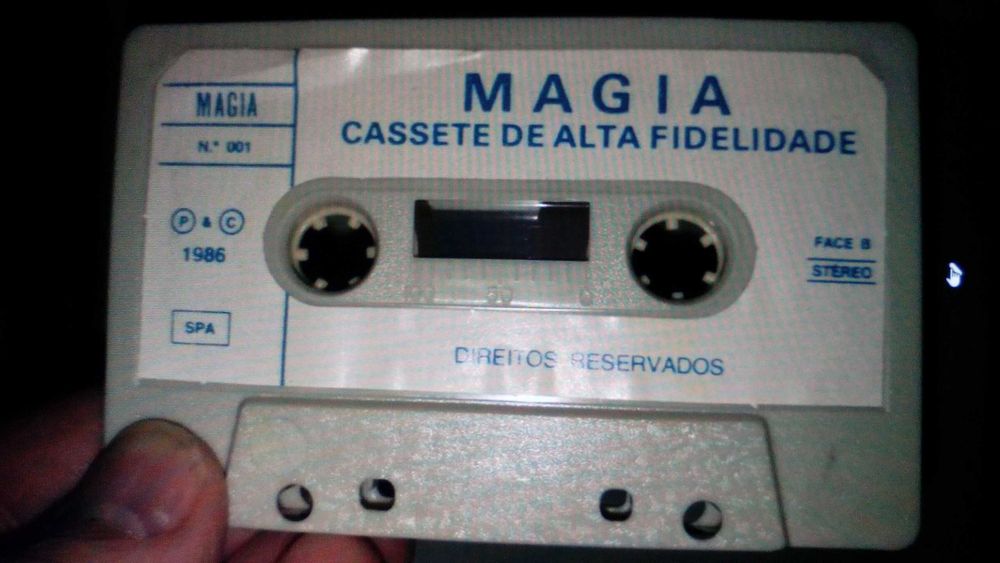 MAGIA
N.º 001
P & C
1986
SPA
MAGIA
CASSETE DE ALTA FIDELIDADE
FACE B
STÉREO
DIREITOS RESERVADOS